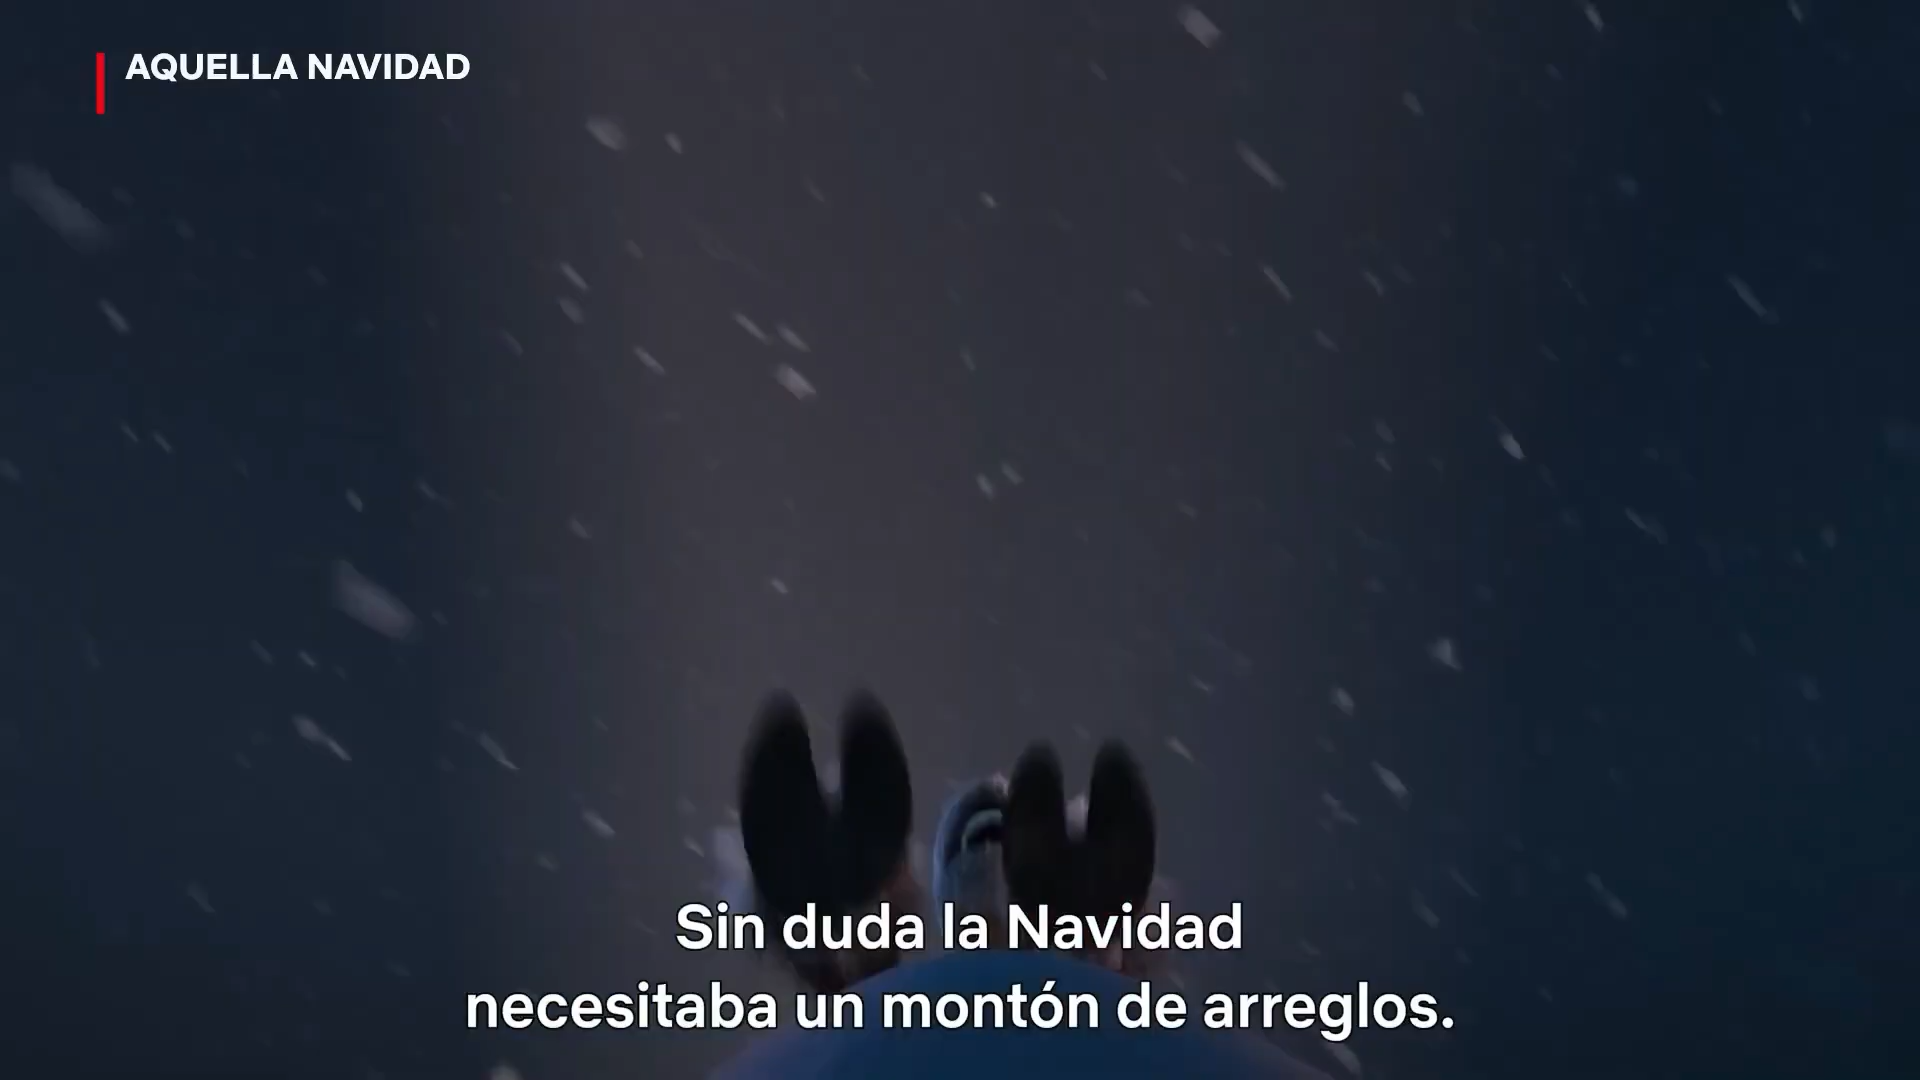 AQUELLA NAVIDAD
Sin duda la Navidad
necesitaba un montón de arreglos.